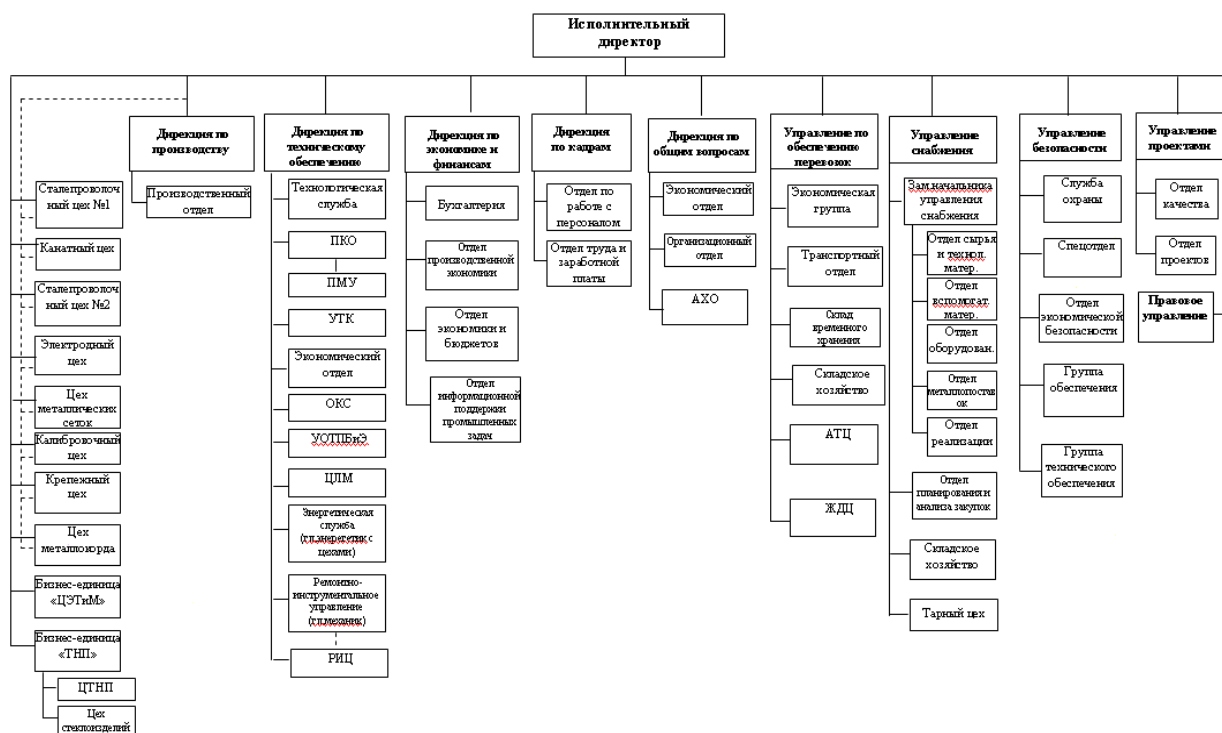 Исполнительный
директор
Дирекция по
производству
Дирекция по
техническому
обеспечению
Дирекция по
экономике и
финансам
Дирекция
по кадрам
Дирекция по
общим вопросам
Управление по
обеспечению
перевозок
Управление
снабжения
Управление
безопасности
Управление
проектами
Сталепроволоч
ный цех №1
Канатный цех
Сталепроволоч
ный цех №2
Электродный
цех
Цех
металлических
сеток
Калибровочный
цех
Крепежный
цех
Цех
металлокорда
Бизнес-единица
«ЦЭТиМ»
Бизнес-единица
«ТНП»
ЦТНП
Цех
стеклоизделий
Производственный
отдел
Технологическая
служба
ПКО
ПМУ
УТК
Экономический
отдел
ОКС
УОТПБиЭ
ЦЛМ
Энергетическая
служба
(гл.энерегетик с
цехами)
Ремонтно-
инструментальное
управление
(гл.механик)
РИЦ
Бухгалтерия
Отдел
производственной
экономики
Отдел
экономики и
бюджетов
Отдел
информационной
поддержки
промышленных
задач
Отдел по
работе с
персоналом
Отдел труда и
заработной
платы
Экономический
отдел
Организационный
отдел
АХО
Экономическая
группа
Транспортный
отдел
Склад
временного
хранения
Складское
хозяйство
АТЦ
ЖДЦ
Зам.начальника
управления
снабжения
Отдел сырья
и технол.
матер.
Отдел
вспомогат.
матер.
Отдел
оборудован.
Отдел
металлопостав
ок
Отдел
реализации
Отдел
планирования и
анализа закупок
Складское
хозяйство
Тарный цех
Служба
охраны
Спецотдел
Отдел
экономической
безопасности
Группа
обеспечения
Группа
технического
обеспечения
Отдел
качества
Отдел
проектов
Правовое
управление